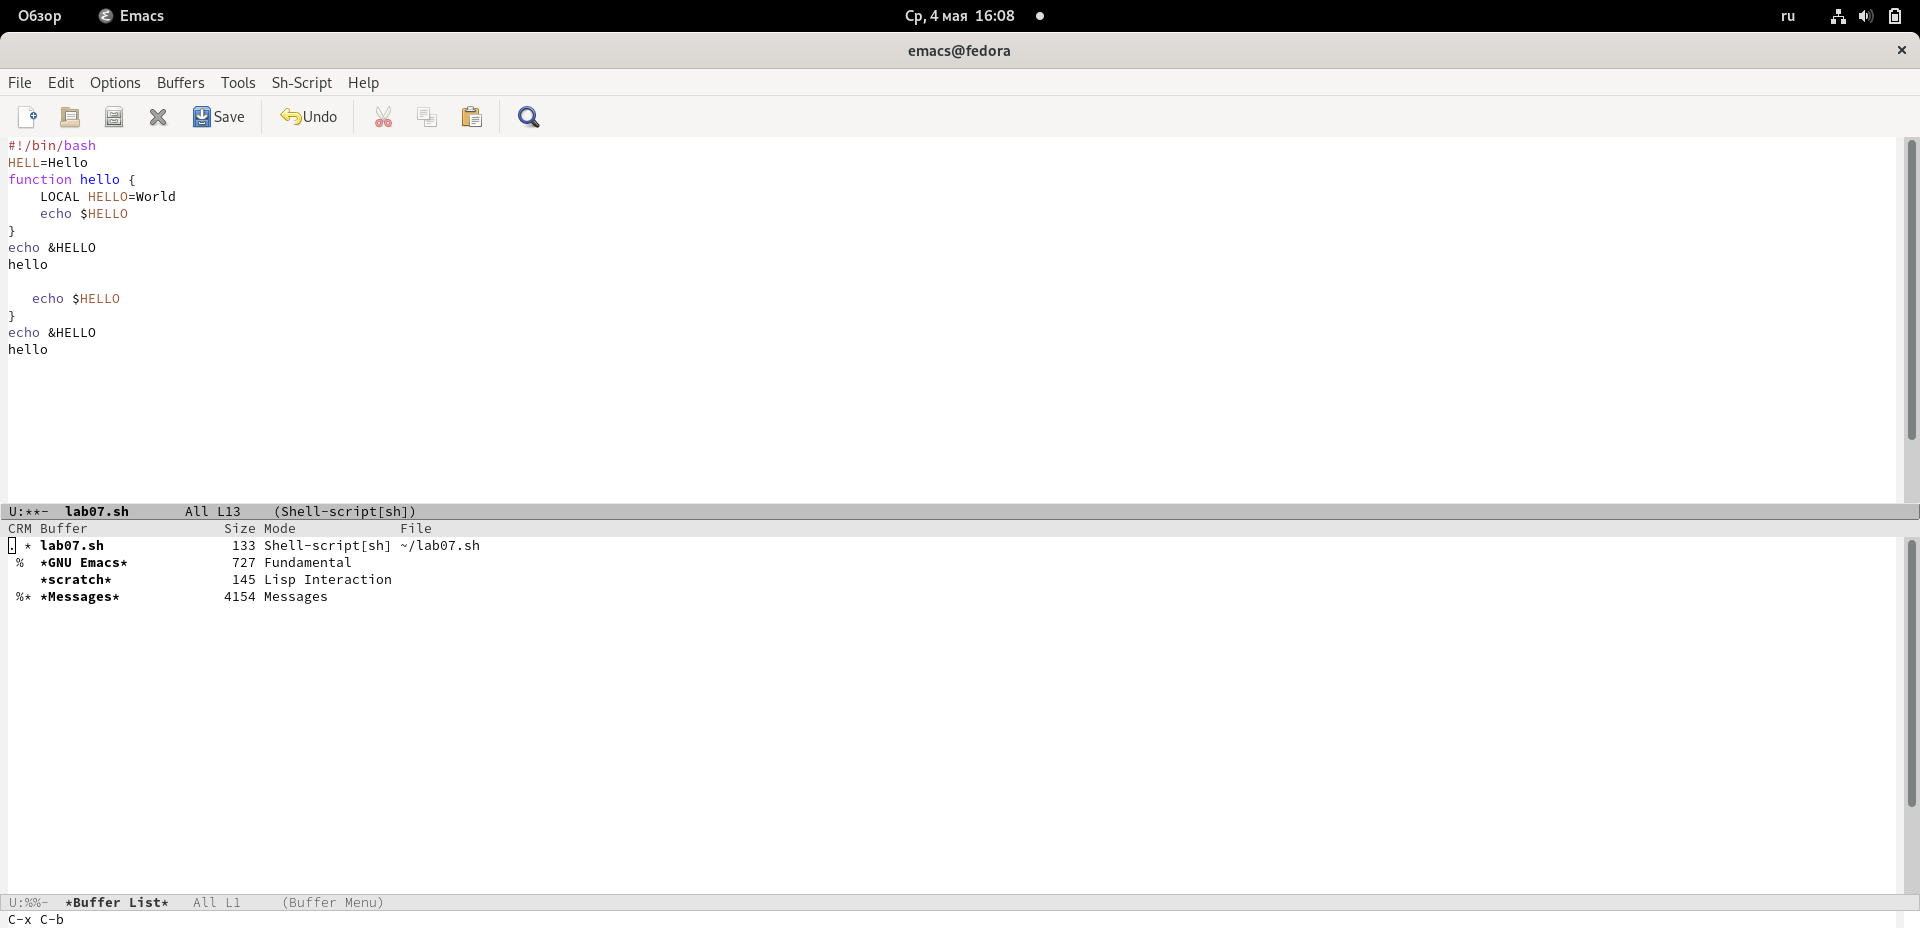 Обзор Emacs Ср, 4 мая 16:08 ru
emacs@fedora
File Edit Options Buffers Tools Sh-Script Help
Save Undo
#!/bin/bash
HELL=Hello
function hello {
    LOCAL HELLO=World
    echo $HELLO
}
echo &HELLO
hello
   echo $HELLO
}
echo &HELLO
hello
U:**-  lab07.sh       All L13    (Shell-script[sh])
CRM Buffer                 Size Mode             File
. * lab07.sh                133 Shell-script[sh] ~/lab07.sh
 %  *GNU Emacs*             727 Fundamental
    *scratch*               145 Lisp Interaction
 %* *Messages*             4154 Messages
U:%%-  *Buffer List*   All L1     (Buffer Menu)
C-x C-b